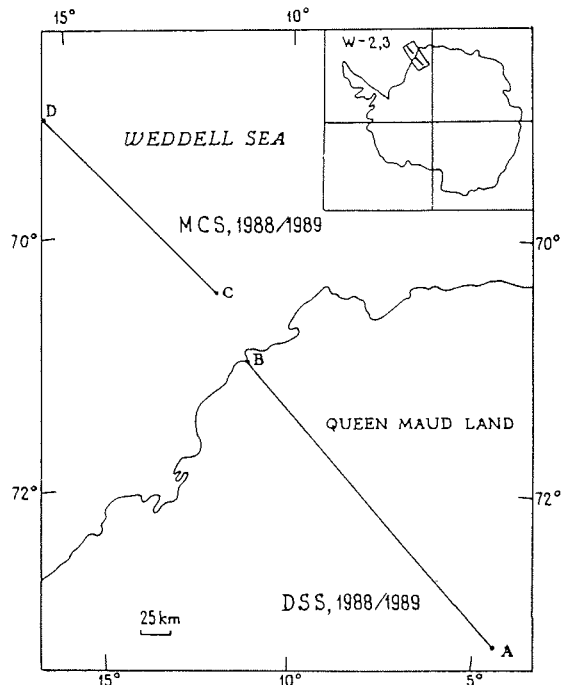 15° 10°
W-2,3
D
WEDDELL SEA
MCS, 1988/1989
70° 70°
C
B
QUEEN MAUD LAND
72° 72°
DSS, 1988/1989
25 km
A
15° 10° 5°